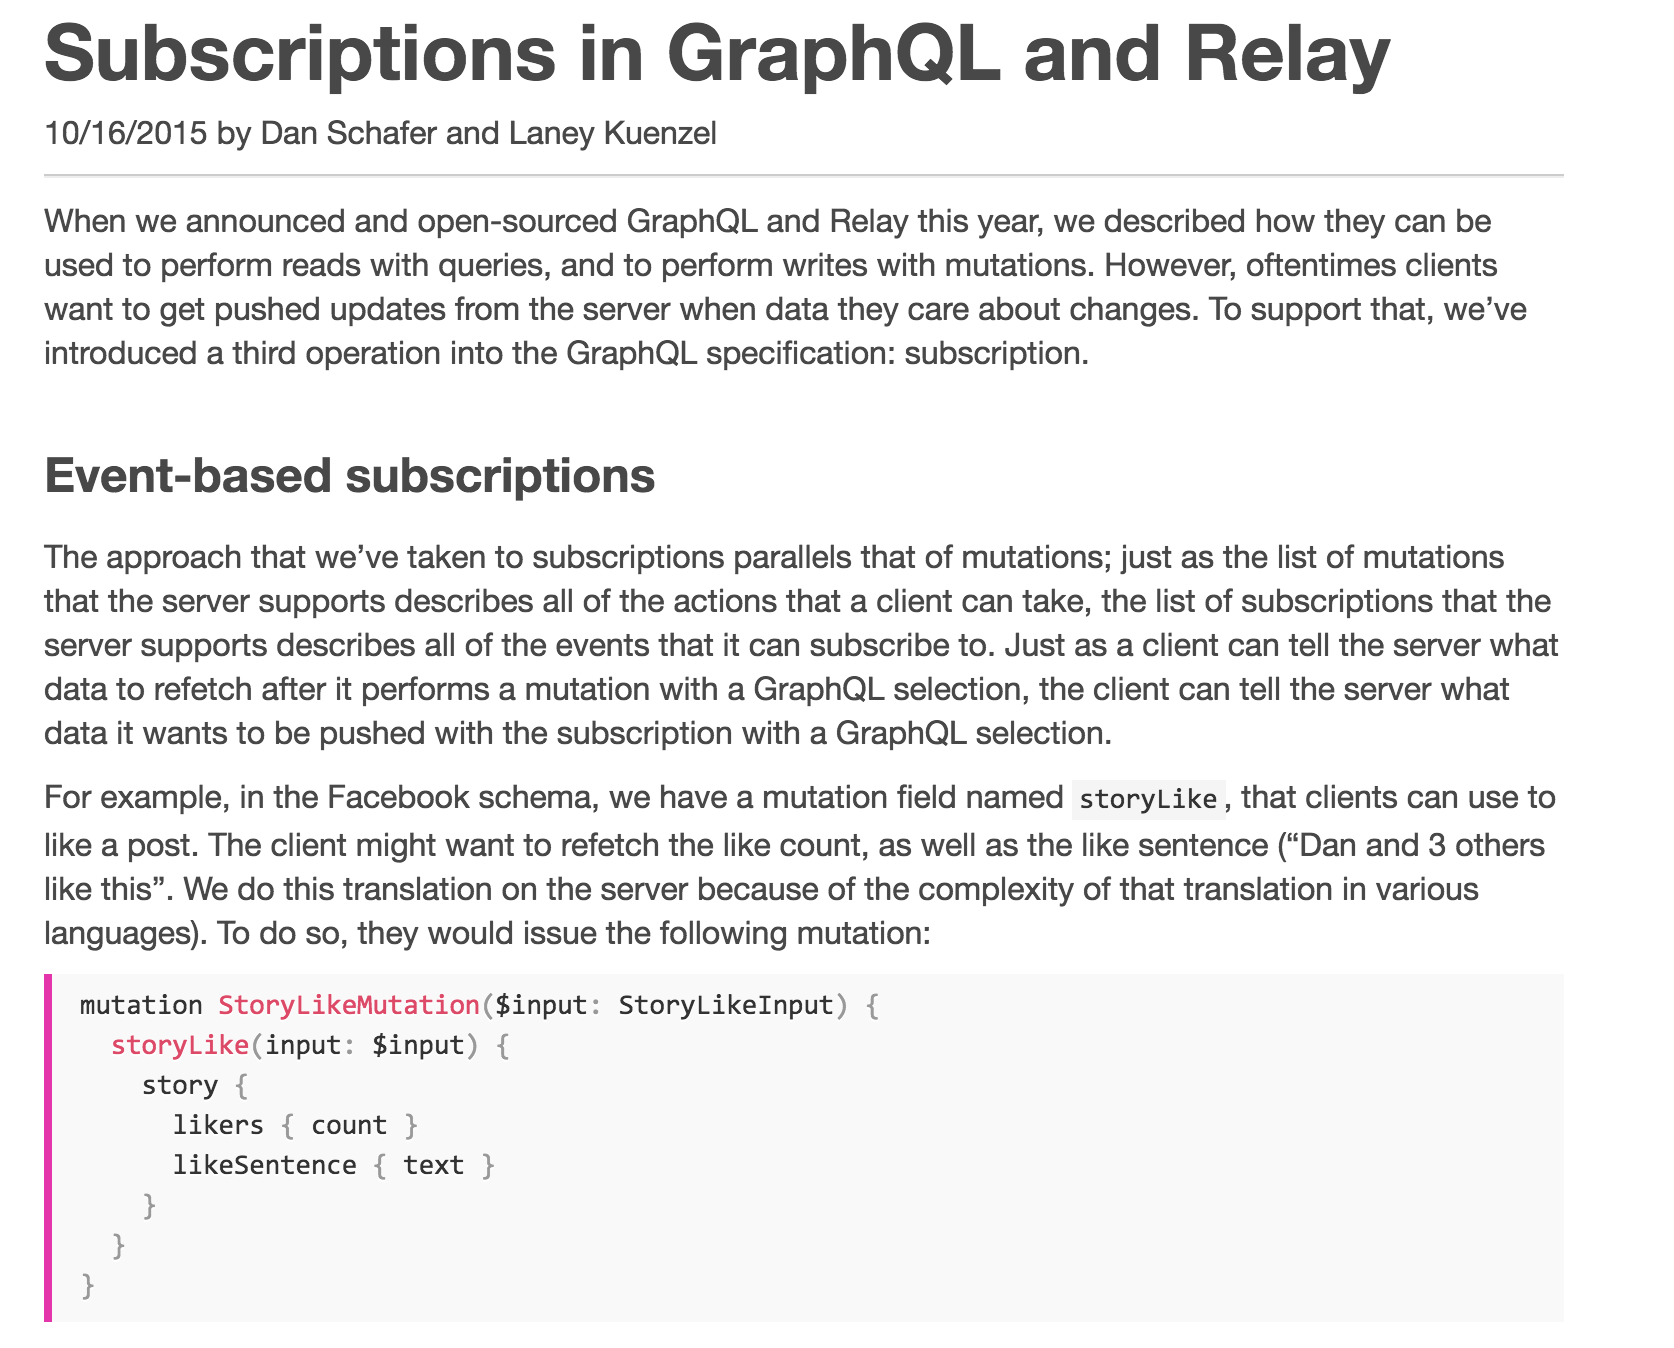 Subscriptions in GraphQL and Relay
10/16/2015 by Dan Schafer and Laney Kuenzel
When we announced and open-sourced GraphQL and Relay this year, we described how they can be
used to perform reads with queries, and to perform writes with mutations. However, oftentimes clients
want to get pushed updates from the server when data they care about changes. To support that, we’ve
introduced a third operation into the GraphQL specification: subscription.
Event-based subscriptions
The approach that we’ve taken to subscriptions parallels that of mutations; just as the list of mutations
that the server supports describes all of the actions that a client can take, the list of subscriptions that the
server supports describes all of the events that it can subscribe to. Just as a client can tell the server what
data to refetch after it performs a mutation with a GraphQL selection, the client can tell the server what
data it wants to be pushed with the subscription with a GraphQL selection.
For example, in the Facebook schema, we have a mutation field named storyLike, that clients can use to
like a post. The client might want to refetch the like count, as well as the like sentence (“Dan and 3 others
like this”. We do this translation on the server because of the complexity of that translation in various
languages). To do so, they would issue the following mutation:
mutation StoryLikeMutation($input: StoryLikeInput) {
  storyLike(input: $input) {
    story {
      likers { count }
      likeSentence { text }
    }
  }
}